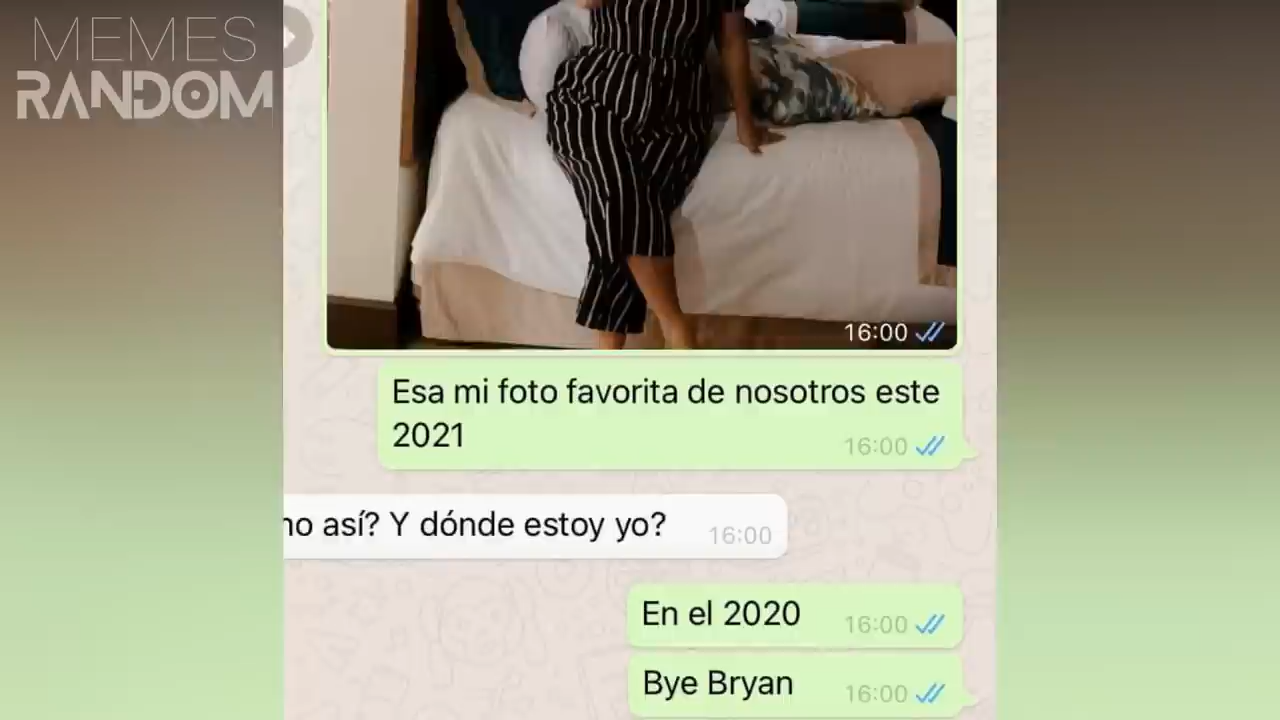 MEMES
RANDOM
16:00
Esa mi foto favorita de nosotros este
2021
16:00
así? Y dónde estoy yo?
16:00
En el 2020
16:00
Bye Bryan
16:00